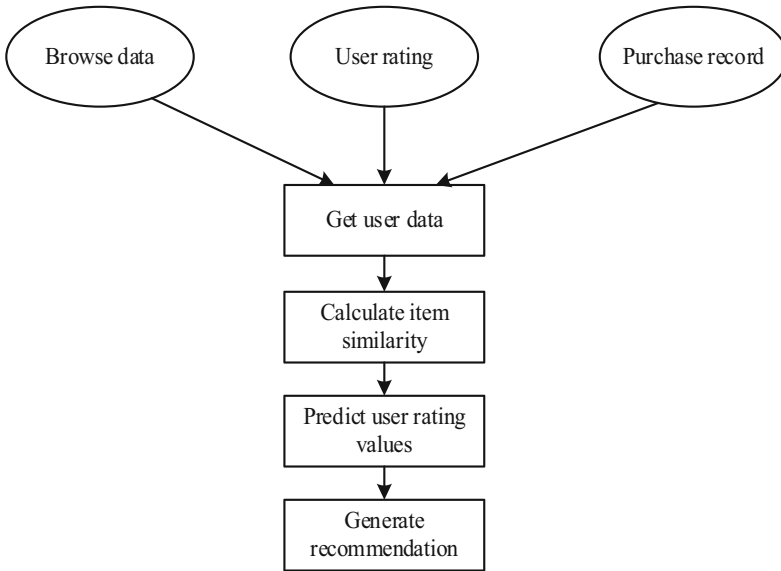 Browse data
User rating
Purchase record
Get user data
Calculate item
similarity
Predict user rating
values
Generate
recommendation